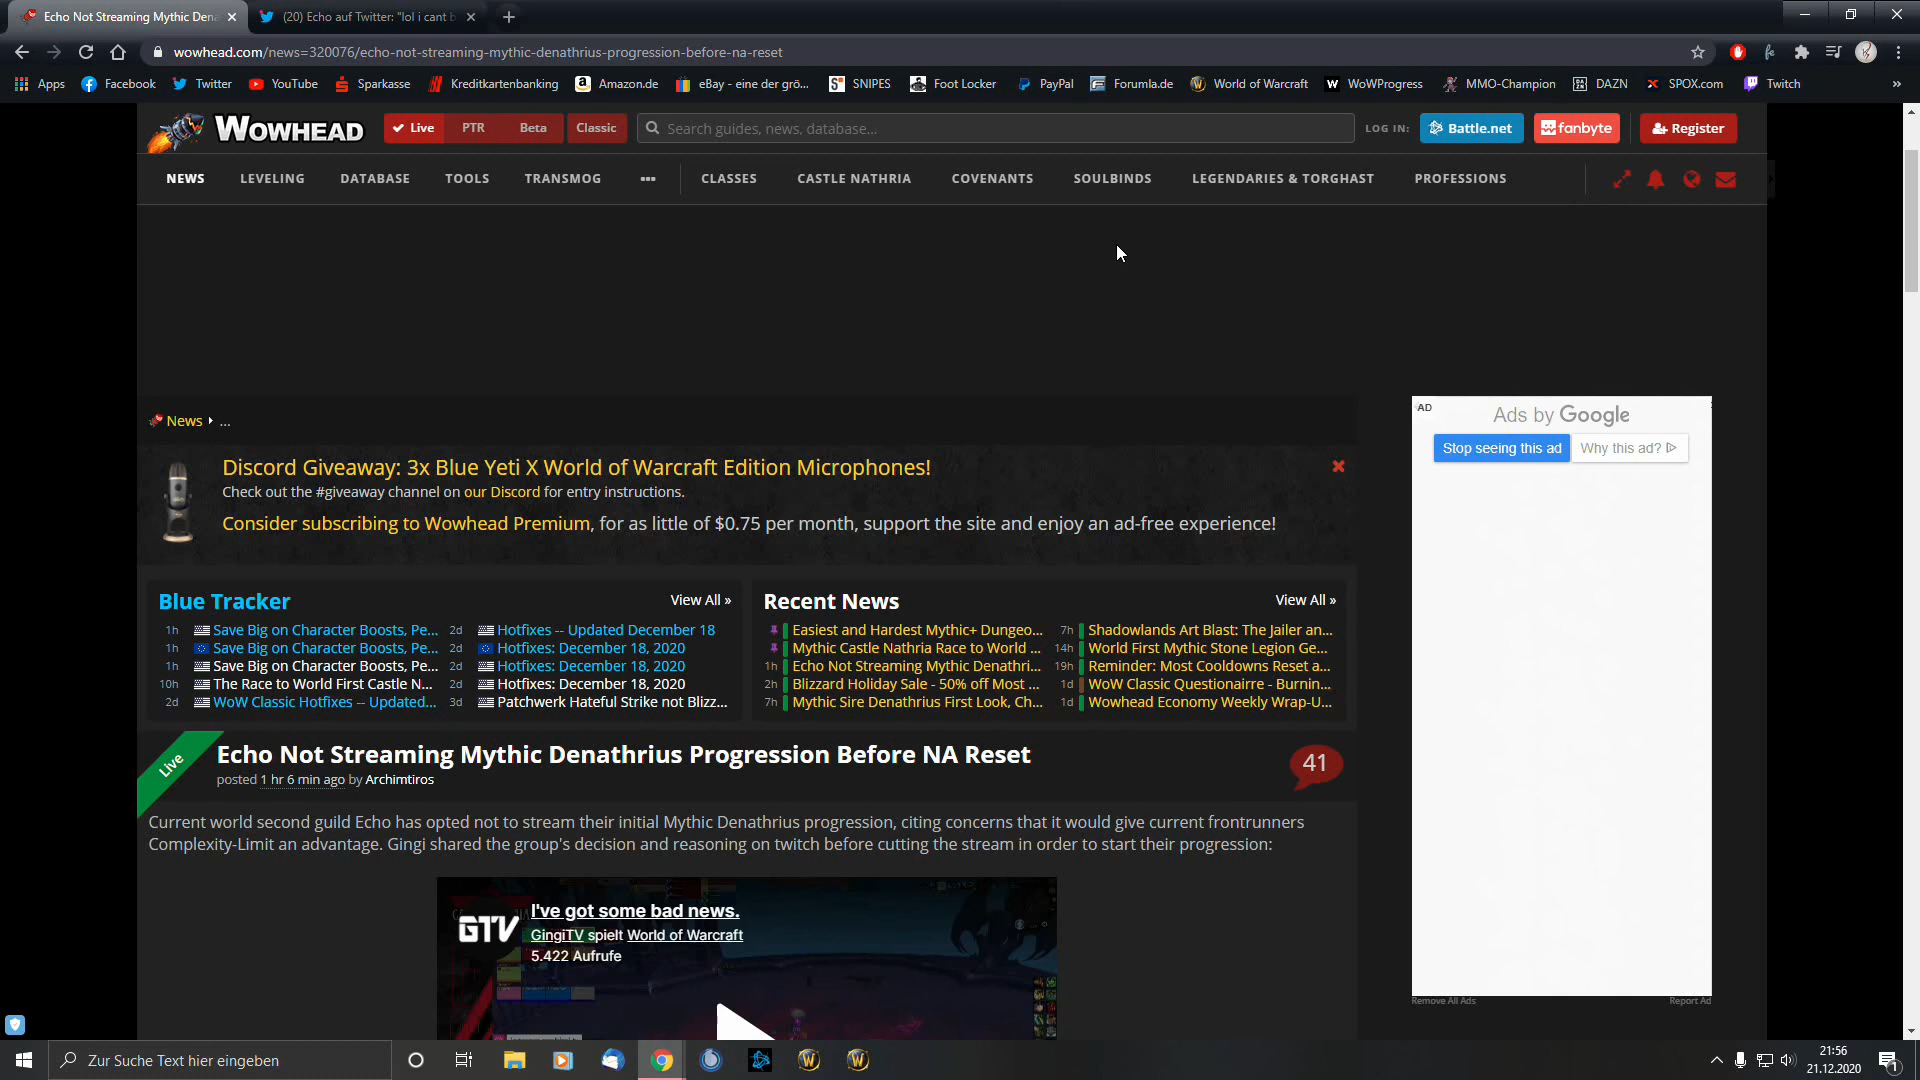 Echo Not Streaming Mythic Dena
(20) Echo auf Twitter: "lol i cant b
wowhead.com/news=320076/echo-not-streaming-mythic-denathrius-progression-before-na-reset
Apps Facebook Twitter YouTube Sparkasse Kreditkartenbanking Amazon.de eBay - eine der grö... SNIPES Foot Locker PayPal Forumla.de World of Warcraft WoWProgress MMO-Champion DAZN SPOX.com Twitch »
WOWHEAD Live PTR Beta Classic Search guides, news, database... LOG IN: Battle.net fanbyte Register
NEWS LEVELING DATABASE TOOLS TRANSMOG ••• CLASSES CASTLE NATHRIA COVENANTS SOULBINDS LEGENDARIES & TORGHAST PROFESSIONS
News ...
AD
Ads by Google
Stop seeing this ad Why this ad?
Discord Giveaway: 3x Blue Yeti X World of Warcraft Edition Microphones!
Check out the #giveaway channel on our Discord for entry instructions.
Consider subscribing to Wowhead Premium, for as little of $0.75 per month, support the site and enjoy an ad-free experience!
Blue Tracker View All »
1h Save Big on Character Boosts, Pe... 2d Hotfixes -- Updated December 18
1h Save Big on Character Boosts, Pe... 2d Hotfixes: December 18, 2020
1h Save Big on Character Boosts, Pe... 2d Hotfixes: December 18, 2020
10h The Race to World First Castle N... 2d Hotfixes: December 18, 2020
2d WoW Classic Hotfixes -- Updated... 3d Patchwerk Hateful Strike not Blizz...
Recent News View All »
Easiest and Hardest Mythic+ Dungeo... 7h Shadowlands Art Blast: The Jailer an...
Mythic Castle Nathria Race to World ... 14h World First Mythic Stone Legion Ge...
1h Echo Not Streaming Mythic Denathri... 19h Reminder: Most Cooldowns Reset a...
2h Blizzard Holiday Sale - 50% off Most ... 1d WoW Classic Questionairre - Burnin...
7h Mythic Sire Denathrius First Look, Ch... 1d Wowhead Economy Weekly Wrap-U...
Live
Echo Not Streaming Mythic Denathrius Progression Before NA Reset
41
posted 1 hr 6 min ago by Archimtiros
Current world second guild Echo has opted not to stream their initial Mythic Denathrius progression, citing concerns that it would give current frontrunners
Complexity-Limit an advantage. Gingi shared the group's decision and reasoning on twitch before cutting the stream in order to start their progression:
GTV
I've got some bad news.
GingiTV spielt World of Warcraft
5.422 Aufrufe
Remove All Ads Report Ad
Zur Suche Text hier eingeben
21:56
21.12.2020
1